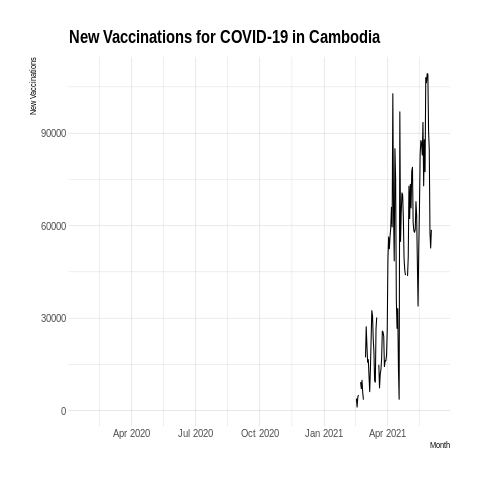 New Vaccinations for COVID-19 in Cambodia
New Vaccinations
90000
60000
30000
0
Apr 2020 Jul 2020 Oct 2020 Jan 2021 Apr 2021
Month